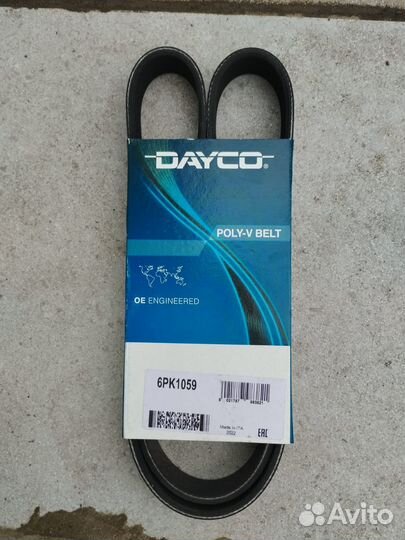 DAYCO®
POLY-V BELT
OE ENGINEERED
6PK1059
Made in ITA
2022
EAC
Avito